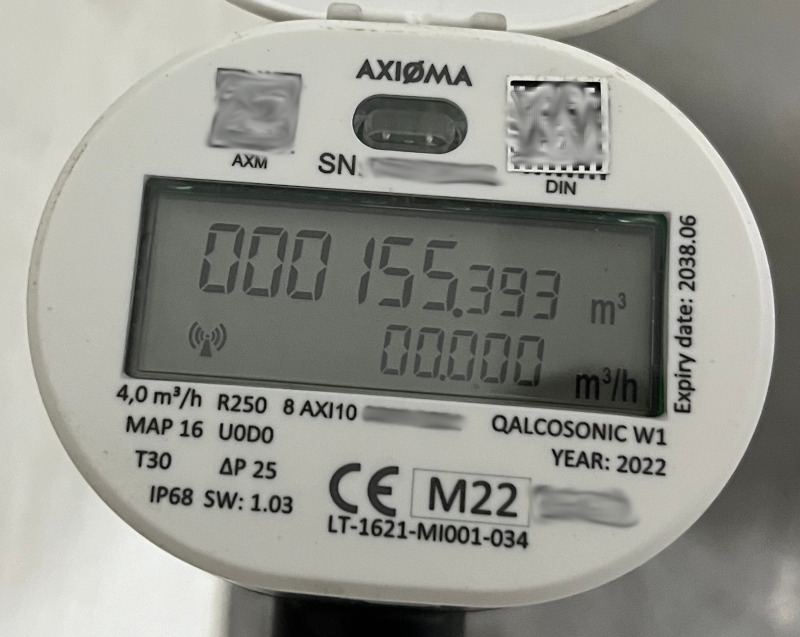 AXIØMA
AXM
SN
DIN
000155.393 m³
00.000 m³/h
Expiry date: 2038.06
4,0 m³/h R250 8 AXI10
QALCOSONIC W1
MAP 16 U0D0
YEAR: 2022
T30 ΔP 25
IP68 SW: 1.03
CE M22
LT-1621-MI001-034